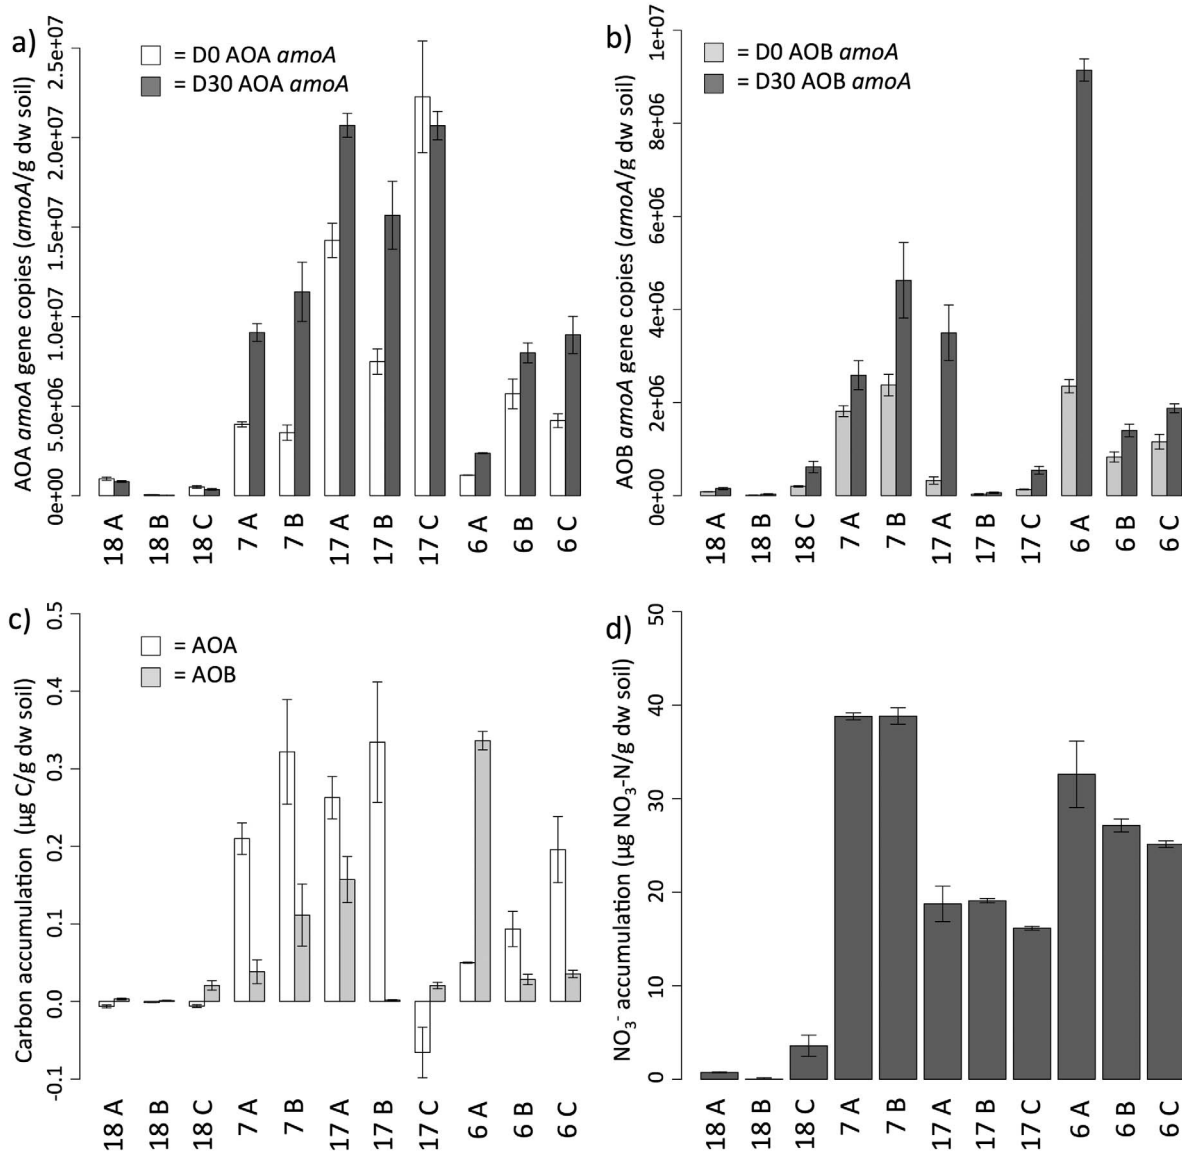 a)
= D0 AOA amoA
= D30 AOA amoA
AOA amoA gene copies (amoA/g dw soil)
2.5e+07
2.0e+07
1.5e+07
1.0e+07
5.0e+06
0e+00
18 A 18 B 18 C 7 A 7 B 17 A 17 B 17 C 6 A 6 B 6 C
b)
= D0 AOB amoA
= D30 AOB amoA
AOB amoA gene copies (amoA/g dw soil)
1e+07
8e+06
6e+06
4e+06
2e+06
0e+00
18 A 18 B 18 C 7 A 7 B 17 A 17 B 17 C 6 A 6 B 6 C
c)
= AOA
= AOB
Carbon accumulation (µg C/g dw soil)
0.5
0.4
0.3
0.2
0.1
0.0
-0.1
18 A 18 B 18 C 7 A 7 B 17 A 17 B 17 C 6 A 6 B 6 C
d)
NO₃⁻ accumulation (µg NO₃-N/g dw soil)
50
40
30
20
10
0
18 A 18 B 18 C 7 A 7 B 17 A 17 B 17 C 6 A 6 B 6 C